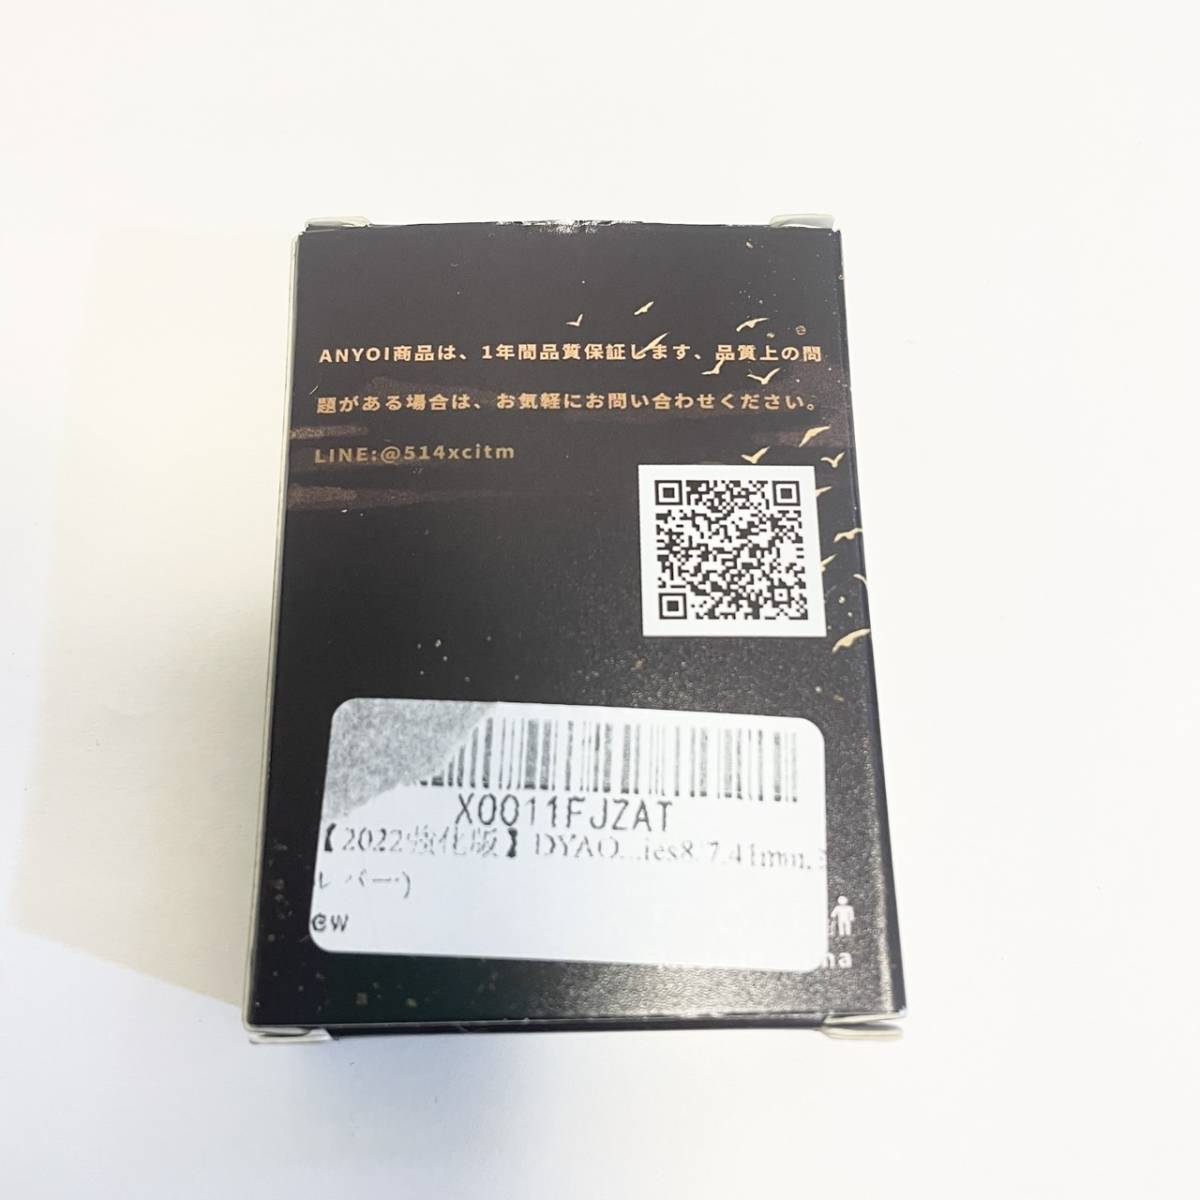 ANYOI商品は、1年間品質保証します、品質上の問
題がある場合は、お気軽にお問い合わせください。
LINE:@514xcitm
X0011FJZAT
【2022強化版】DYAO...ies8/7,41mm,
レバー)